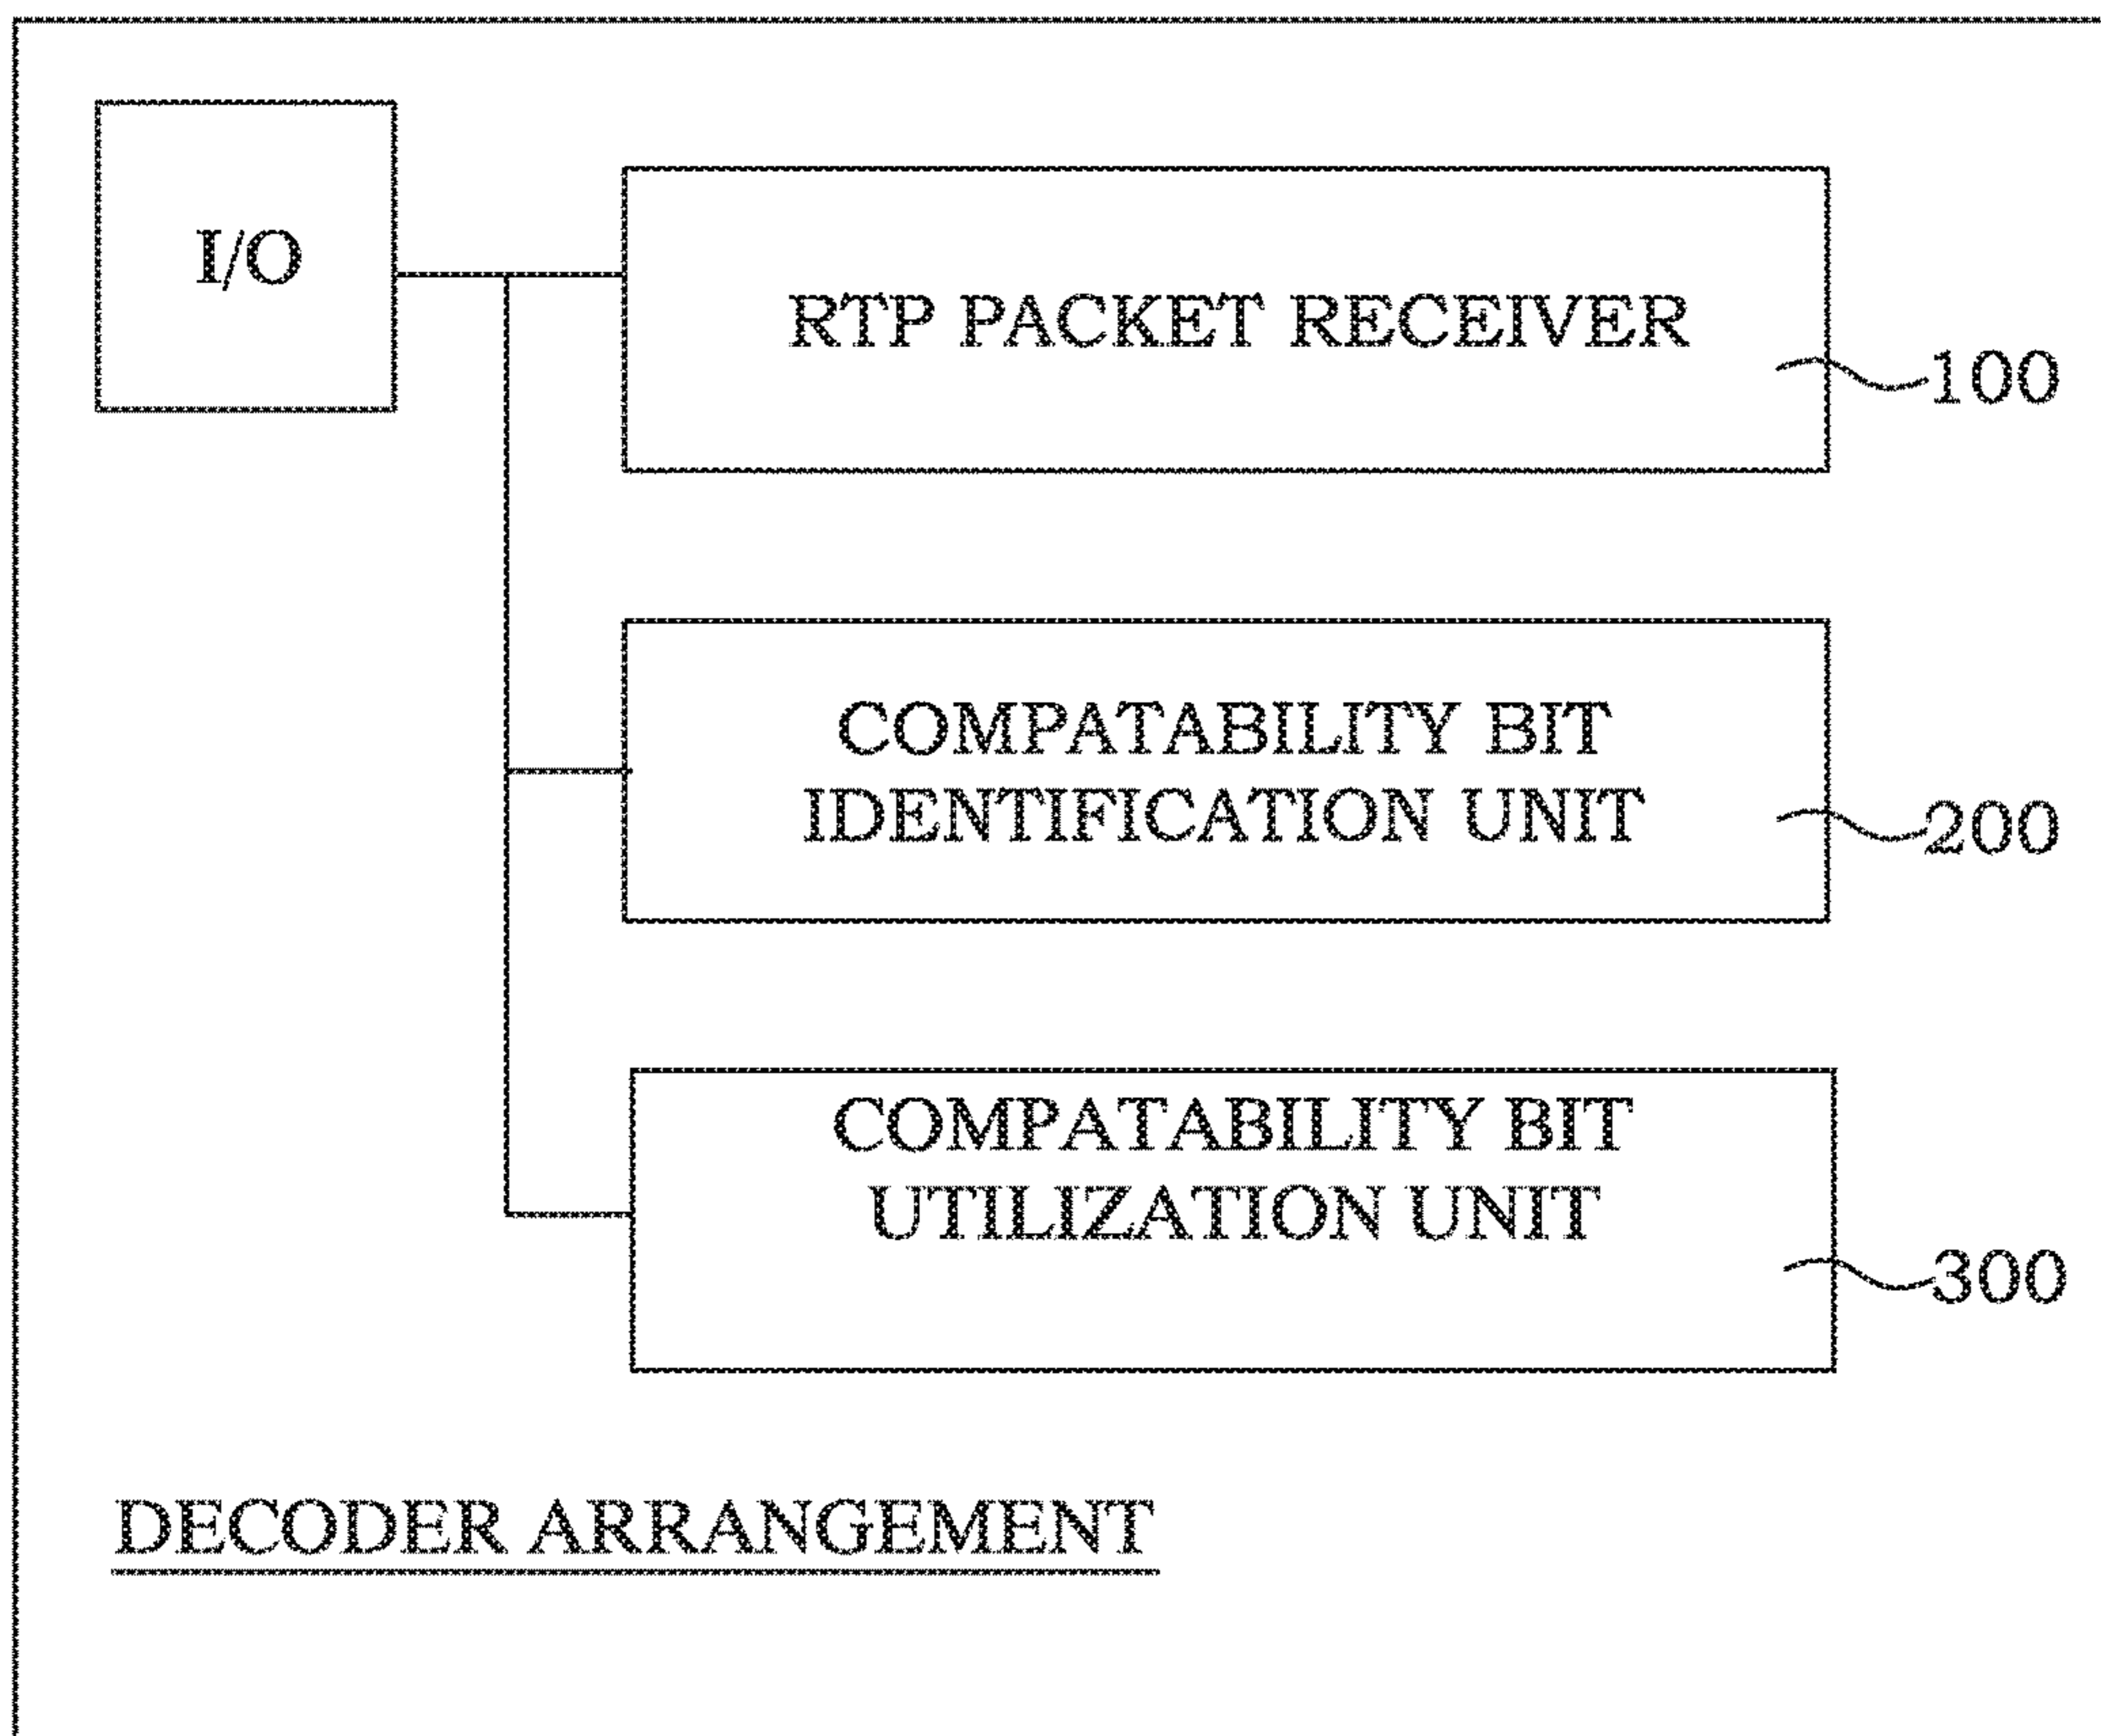 I/O
RTP PACKET RECEIVER
100
COMPATABILITY BIT
IDENTIFICATION UNIT
200
COMPATABILITY BIT
UTILIZATION UNIT
300
DECODER ARRANGEMENT